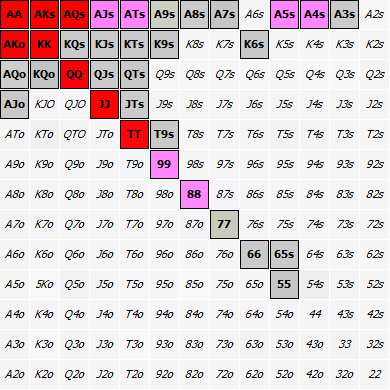 AA AKs AQs AJs ATs A9s A8s A7s A6s A5s A4s A3s A2s
AKo KK KQs KJs KTs K9s K8s K7s K6s K5s K4s K3s K2s
AQo KQo QQ QJs QTs Q9s Q8s Q7s Q6s Q5s Q4s Q3s Q2s
AJo KJO QJO JJ JTs J9s J8s J7s J6s J5s J4s J3s J2s
ATo KTo QTO JTo TT T9s T8s T7s T6s T5s T4s T3s T2s
A9o K9o Q9o J9o T9o 99 98s 97s 96s 95s 94s 93s 92s
A8o K8o Q8o J8o T8o 98o 88 87s 86s 85s 84s 83s 82s
A7o K7o Q7o J7o T7o 97o 87o 77 76s 75s 74s 73s 72s
A6o K6o Q6o J6o T6o 96o 86o 76o 66 65s 64s 63s 62s
A5o 5Ko Q5o J5o T5o 95o 85o 75o 65o 55 54s 53s 52s
A4o K4o Q4o J4o T4o 94o 84o 74o 64o 54o 44 43s 42s
A3o K3o Q3o J3o T3o 93o 83o 73o 63o 53o 43o 33 32s
A2o K2o Q2o J2o T2o 92o 82o 72o 62o 52o 42o 32o 22